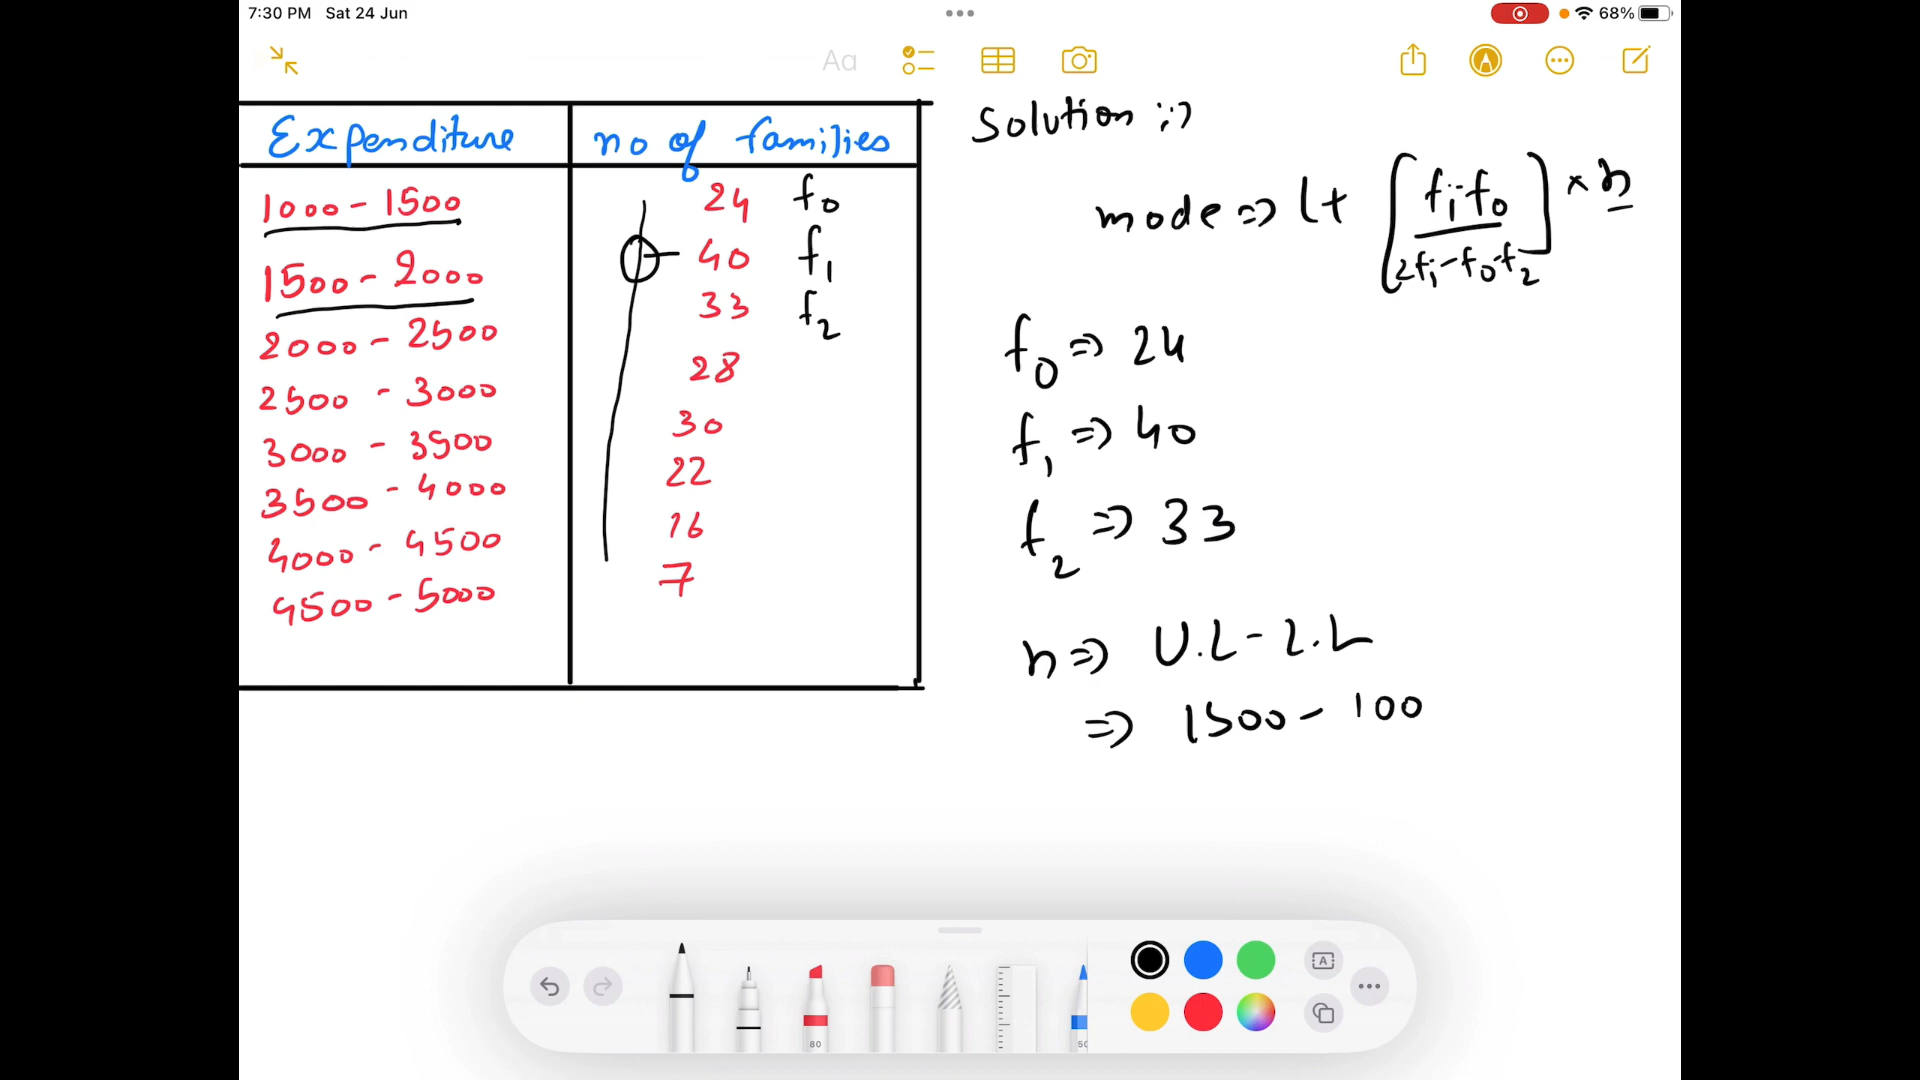 7:30 PM Sat 24 Jun
68%
Aa
Expenditure no of families
1000 - 1500 24 f0
1500 - 2000 40 f1
2000 - 2500 33 f2
2500 - 3000 28
3000 - 3500 30
3500 - 4000 22
4000 - 4500 16
4500 - 5000 7
Solution :⇒
mode ⇒ l + [f1-f0 / 2f1-f0-f2] × h
f0 ⇒ 24
f1 ⇒ 40
f2 ⇒ 33
h ⇒ U.L - L.L
⇒ 1500 - 100
80
50
A